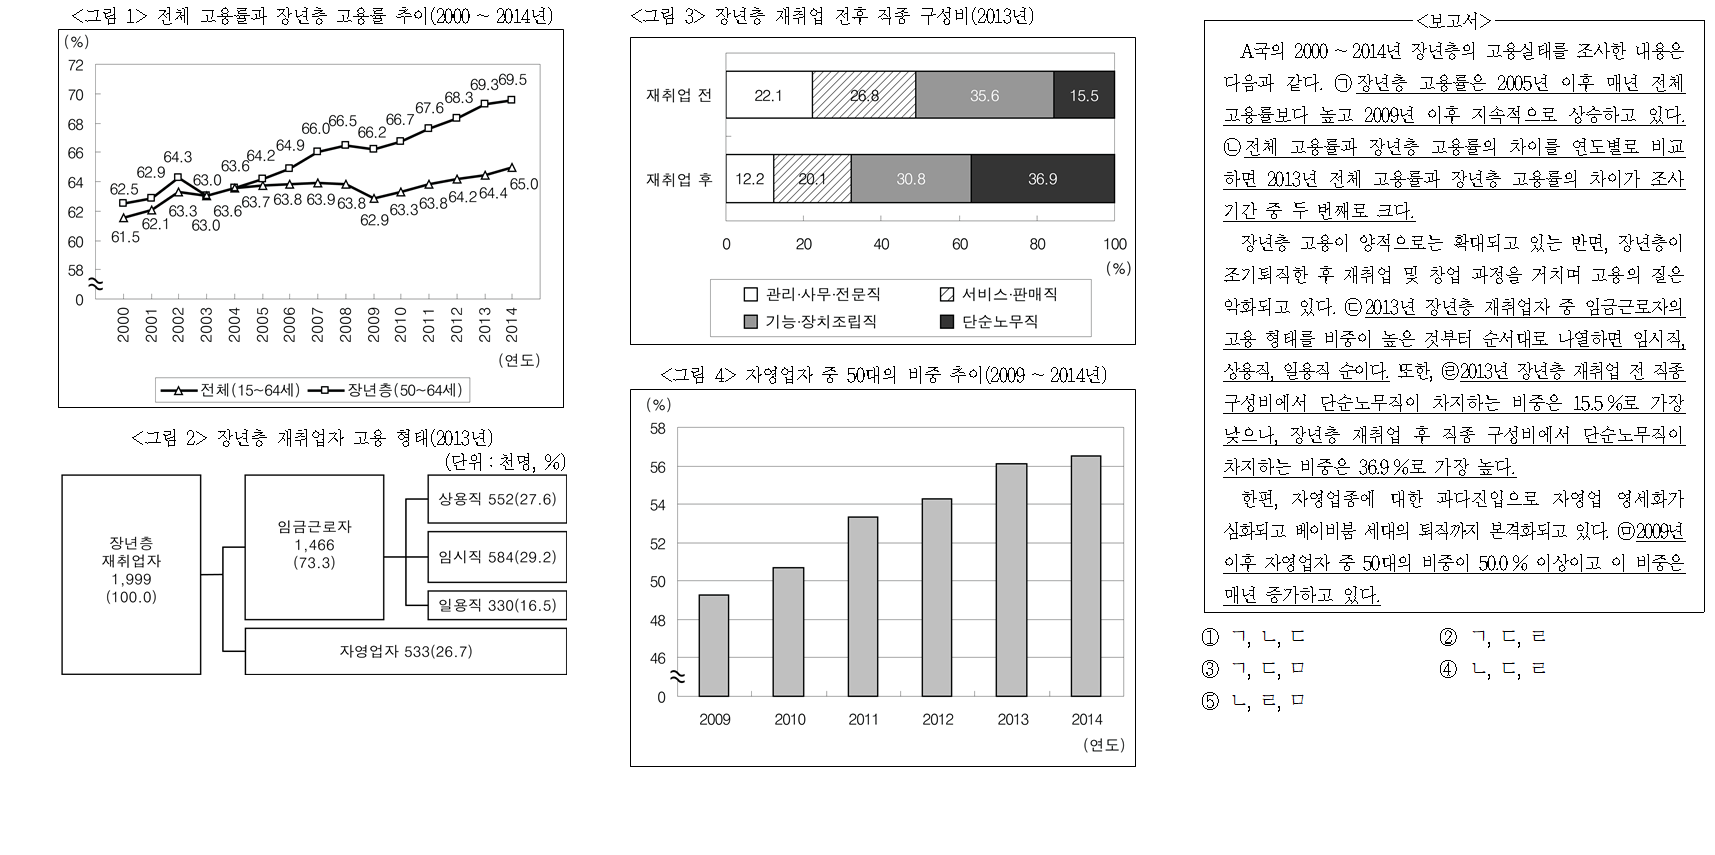 <그림 1> 전체 고용률과 장년층 고용률 추이(2000 ~ 2014년)
(%)
72
70
68
66
64
62
60
58
0
62.5
62.9
64.3
63.0
63.6
64.2
64.9
66.0
66.5
66.2
66.7
67.6
68.3
69.3
69.5
61.5
62.1
63.3
63.0
63.6
63.7
63.8
63.9
63.8
62.9
63.3
63.8
64.2
64.4
65.0
2000
2001
2002
2003
2004
2005
2006
2007
2008
2009
2010
2011
2012
2013
2014
(연도)
전체(15~64세) 장년층(50~64세)
<그림 2> 장년층 재취업자 고용 형태(2013년)
(단위 : 천명, %)
장년층
재취업자
1,999
(100.0)
임금근로자
1,466
(73.3)
상용직 552(27.6)
임시직 584(29.2)
일용직 330(16.5)
자영업자 533(26.7)
<그림 3> 장년층 재취업 전후 직종 구성비(2013년)
재취업 전 22.1 26.8 35.6 15.5
재취업 후 12.2 20.1 30.8 36.9
0 20 40 60 80 100
(%)
관리·사무·전문직 서비스·판매직
기능·장치조립직 단순노무직
<그림 4> 자영업자 중 50대의 비중 추이(2009 ~ 2014년)
(%)
58
56
54
52
50
48
46
0
2009 2010 2011 2012 2013 2014
(연도)
<보고서>
A국의 2000 ~ 2014년 장년층의 고용실태를 조사한 내용은
다음과 같다. ㉠장년층 고용률은 2005년 이후 매년 전체
고용률보다 높고 2009년 이후 지속적으로 상승하고 있다.
㉡전체 고용률과 장년층 고용률의 차이를 연도별로 비교
하면 2013년 전체 고용률과 장년층 고용률의 차이가 조사
기간 중 두 번째로 크다.
장년층 고용이 양적으로는 확대되고 있는 반면, 장년층이
조기퇴직한 후 재취업 및 창업 과정을 거치며 고용의 질은
악화되고 있다. ㉢2013년 장년층 재취업자 중 임금근로자의
고용 형태를 비중이 높은 것부터 순서대로 나열하면 임시직,
상용직, 일용직 순이다. 또한, ㉣2013년 장년층 재취업 전 직종
구성비에서 단순노무직이 차지하는 비중은 15.5 %로 가장
낮으나, 장년층 재취업 후 직종 구성비에서 단순노무직이
차지하는 비중은 36.9 %로 가장 높다.
한편, 자영업종에 대한 과다진입으로 자영업 영세화가
심화되고 베이비붐 세대의 퇴직까지 본격화되고 있다. ㉤2009년
이후 자영업자 중 50대의 비중이 50.0 % 이상이고 이 비중은
매년 증가하고 있다.
① ㄱ, ㄴ, ㄷ ② ㄱ, ㄷ, ㄹ
③ ㄱ, ㄷ, ㅁ ④ ㄴ, ㄷ, ㄹ
⑤ ㄴ, ㄹ, ㅁ